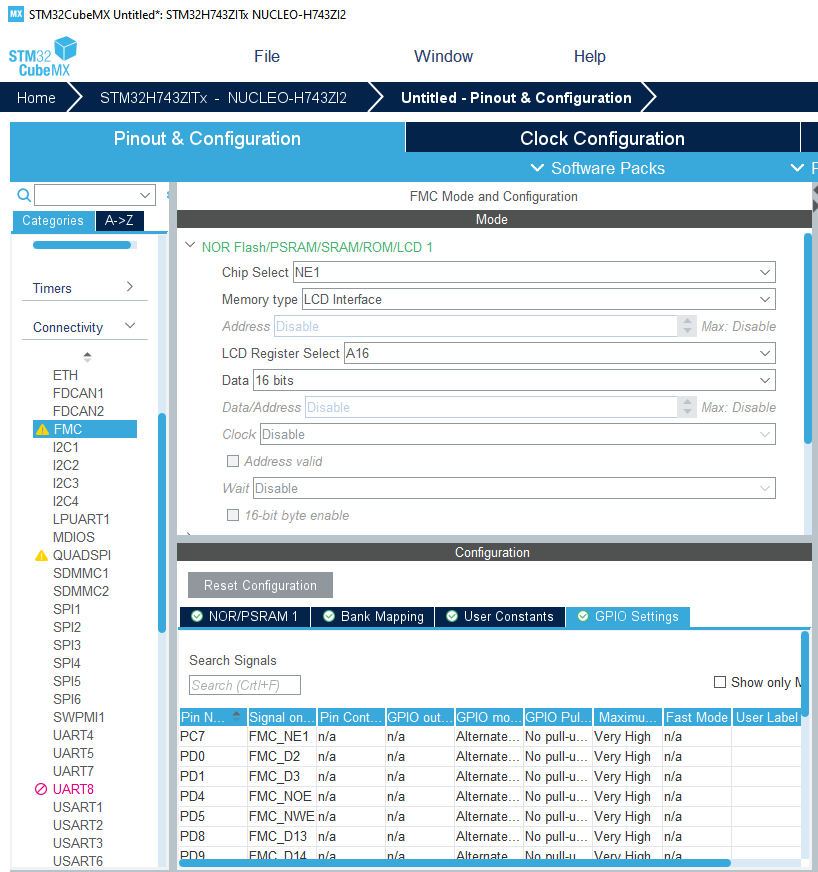 MX STM32CubeMX Untitled*: STM32H743ZITx NUCLEO-H743ZI2
STM32
CubeMX
File Window Help
Home STM32H743ZITx - NUCLEO-H743ZI2 Untitled - Pinout & Configuration
Pinout & Configuration Clock Configuration
Software Packs
FMC Mode and Configuration
Categories A->Z
Mode
NOR Flash/PSRAM/SRAM/ROM/LCD 1
Chip Select NE1
Memory type LCD Interface
Address Disable Max: Disable
LCD Register Select A16
Data 16 bits
Data/Address Disable Max: Disable
Clock Disable
Address valid
Wait Disable
16-bit byte enable
Timers
Connectivity
ETH
FDCAN1
FDCAN2
FMC
I2C1
I2C2
I2C3
I2C4
LPUART1
MDIOS
QUADSPI
SDMMC1
SDMMC2
SPI1
SPI2
SPI3
SPI4
SPI5
SPI6
SWPMI1
UART4
UART5
UART7
UART8
USART1
USART2
USART3
USART6
Configuration
Reset Configuration
NOR/PSRAM 1 Bank Mapping User Constants GPIO Settings
Search Signals
Search (CrtI+F)
Show only M
Pin N... Signal on... Pin Cont... GPIO out... GPIO mo... GPIO Pul... Maximu... Fast Mode User Label
PC7 FMC_NE1 n/a n/a Alternate... No pull-u... Very High n/a
PD0 FMC_D2 n/a n/a Alternate... No pull-u... Very High n/a
PD1 FMC_D3 n/a n/a Alternate... No pull-u... Very High n/a
PD4 FMC_NOE n/a n/a Alternate... No pull-u... Very High n/a
PD5 FMC_NWE n/a n/a Alternate... No pull-u... Very High n/a
PD8 FMC_D13 n/a n/a Alternate... No pull-u... Very High n/a
PD9 FMC_D14 n/a n/a Alternate... No pull-u... Very High n/a